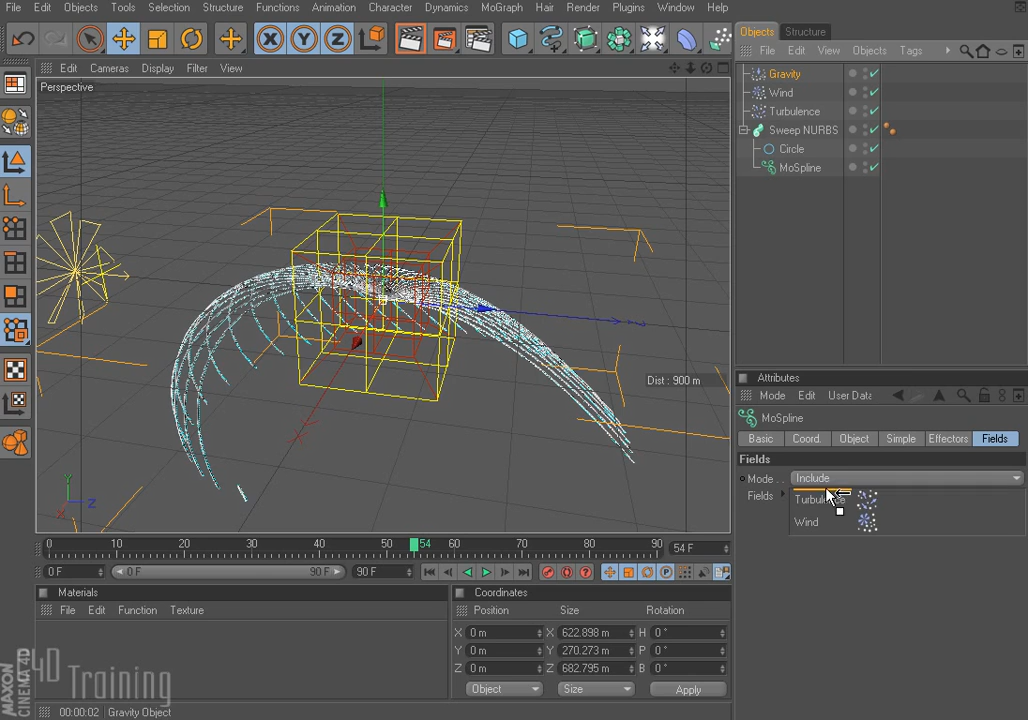 File Edit Objects Tools Selection Structure Functions Animation Character Dynamics MoGraph Hair Render Plugins Window Help
Objects Structure
File Edit View Objects Tags
Edit Cameras Display Filter View
Perspective
Gravity
Wind
Turbulence
Sweep NURBS
Circle
MoSpline
Dist : 900 m
Y
Z
Attributes
Mode Edit User Data
MoSpline
Basic Coord. Object Simple Effectors Fields
Fields
Mode . . Include
Fields Turbulence
Wind
0 10 20 30 40 50 54 60 70 80 90 54 F
0 F 0 F 90 F 90 F
Materials
File Edit Function Texture
Coordinates
Position Size Rotation
X 0 m X 622.898 m H 0 °
Y 0 m Y 270.273 m P 0 °
Z 0 m Z 682.795 m B 0 °
Object Size Apply
MAXON
CINEMA 4D
4D Training
00:00:02 Gravity Object